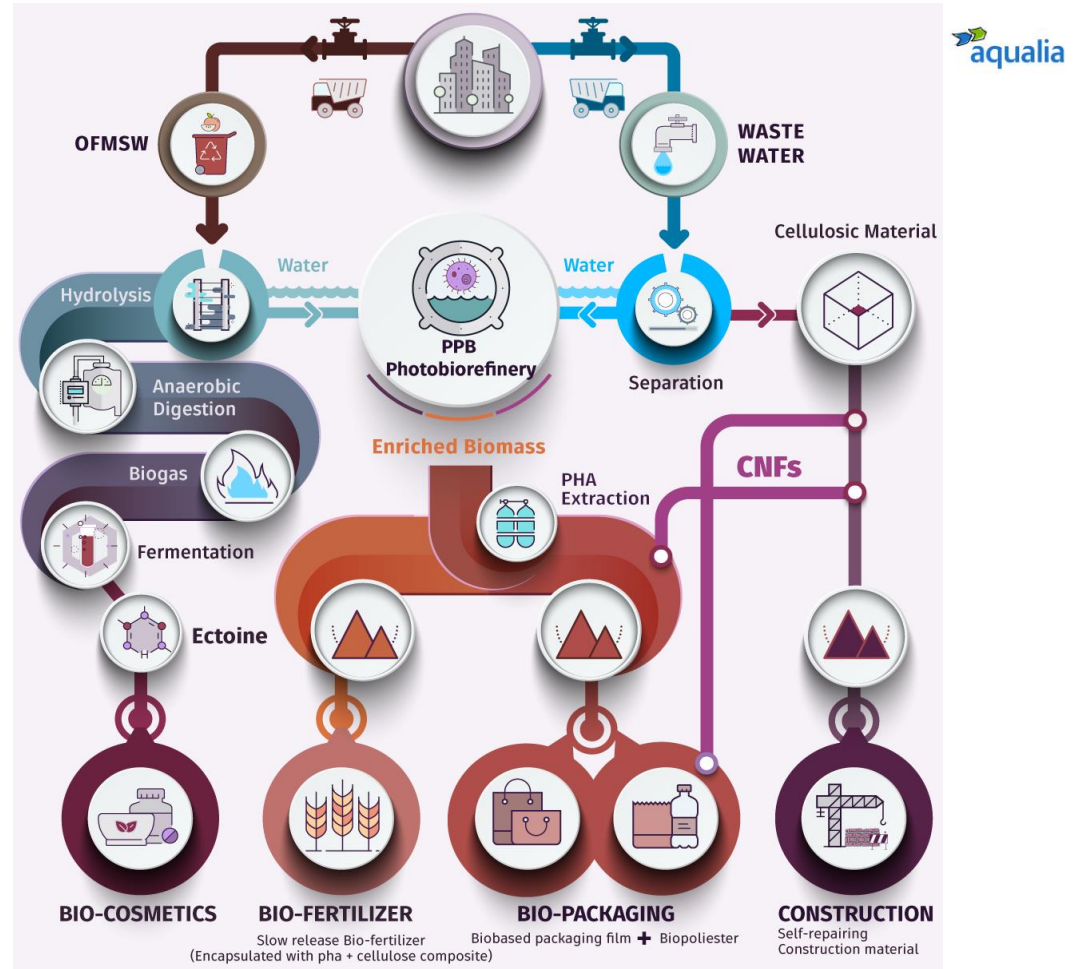 aqualia
OFMSW
WASTE
WATER
Cellulosic Material
Water
Water
Hydrolysis
PPB
Photobiorefinery
Separation
Anaerobic
Digestion
Enriched Biomass
CNFs
Biogas
PHA
Extraction
Fermentation
Ectoine
H
BIO-COSMETICS
BIO-FERTILIZER
Slow release Bio-fertilizer
(Encapsulated with pha + cellulose composite)
BIO-PACKAGING
Biobased packaging film + Biopoliester
CONSTRUCTION
Self-repairing
Construction material